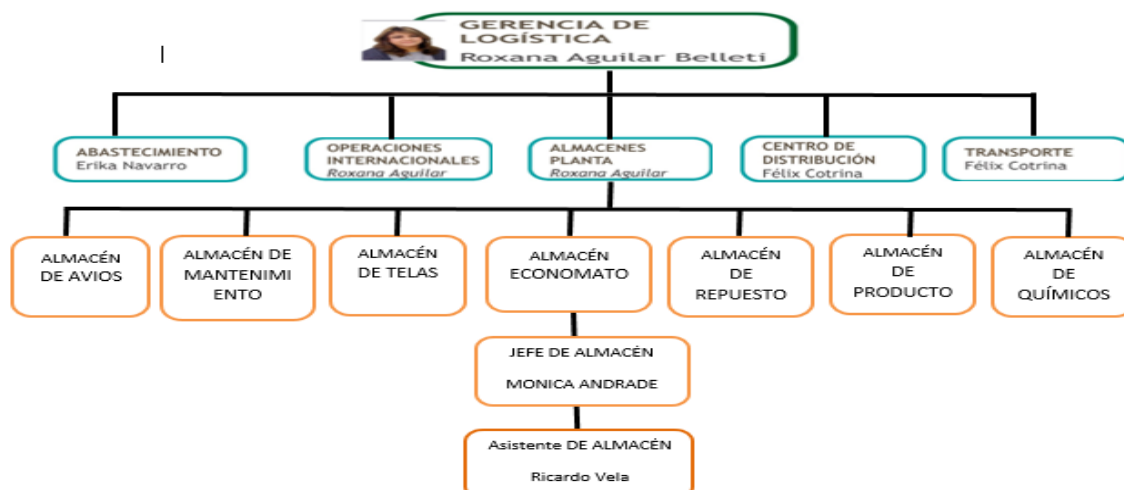 GERENCIA DE
LOGÍSTICA
Roxana Aguilar Belleti
ABASTECIMIENTO
Erika Navarro
OPERACIONES
INTERNACIONALES
Roxana Aguilar
ALMACENES
PLANTA
Roxana Aguilar
CENTRO DE
DISTRIBUCIÓN
Félix Cotrina
TRANSPORTE
Félix Cotrina
ALMACÉN
DE AVIOS
ALMACÉN DE
MANTENIMI
ENTO
ALMACÉN
DE TELAS
ALMACÉN
ECONOMATO
ALMACÉN
DE
REPUESTO
ALMACÉN
DE
PRODUCTO
ALMACÉN
DE
QUÍMICOS
JEFE DE ALMACÉN
MONICA ANDRADE
Asistente DE ALMACÉN
Ricardo Vela